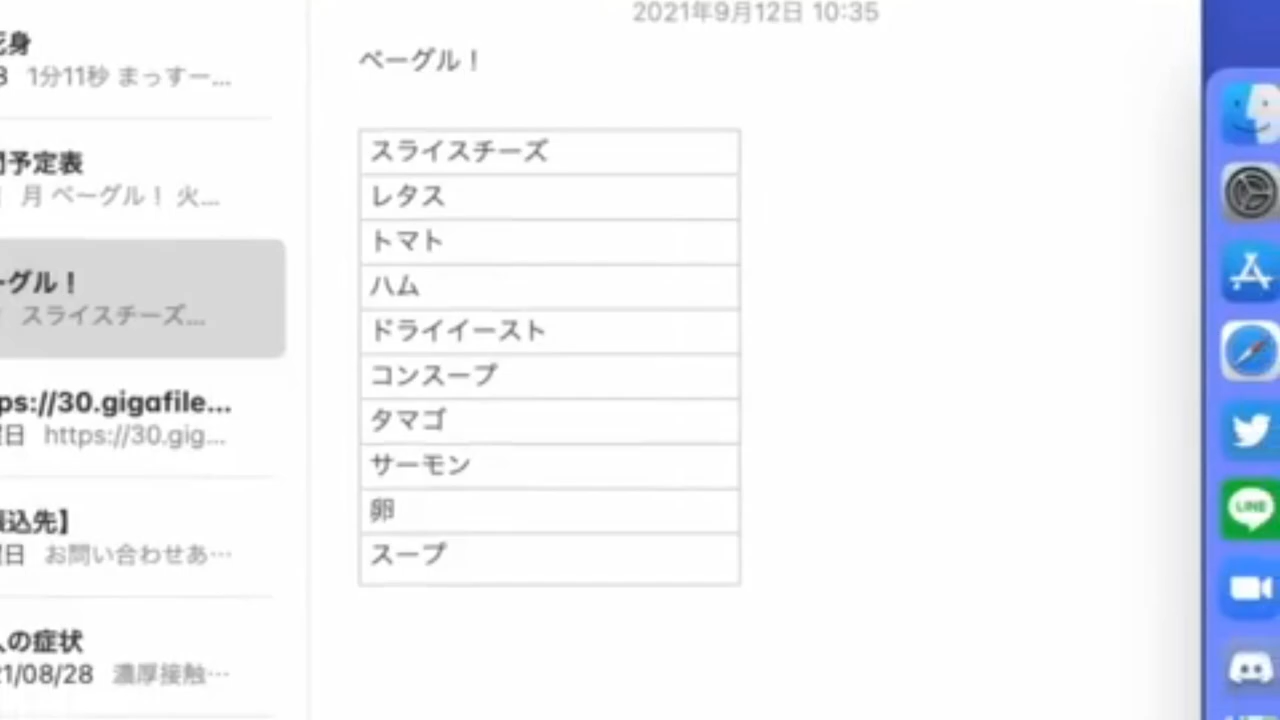 2021年9月12日 10:35
ベーグル！
スライスチーズ
レタス
トマト
ハム
ドライイースト
コンスープ
タマゴ
サーモン
卵
スープ
身
1分11秒 まっすー...
予定表
月 ベーグル！ 火...
ーグル！
スライスチーズ...
ps://30.gigafile...
日 https://30.gig...
込先】
日 お問い合わせあ…
の症状
1/08/28 濃厚接触…
LINE